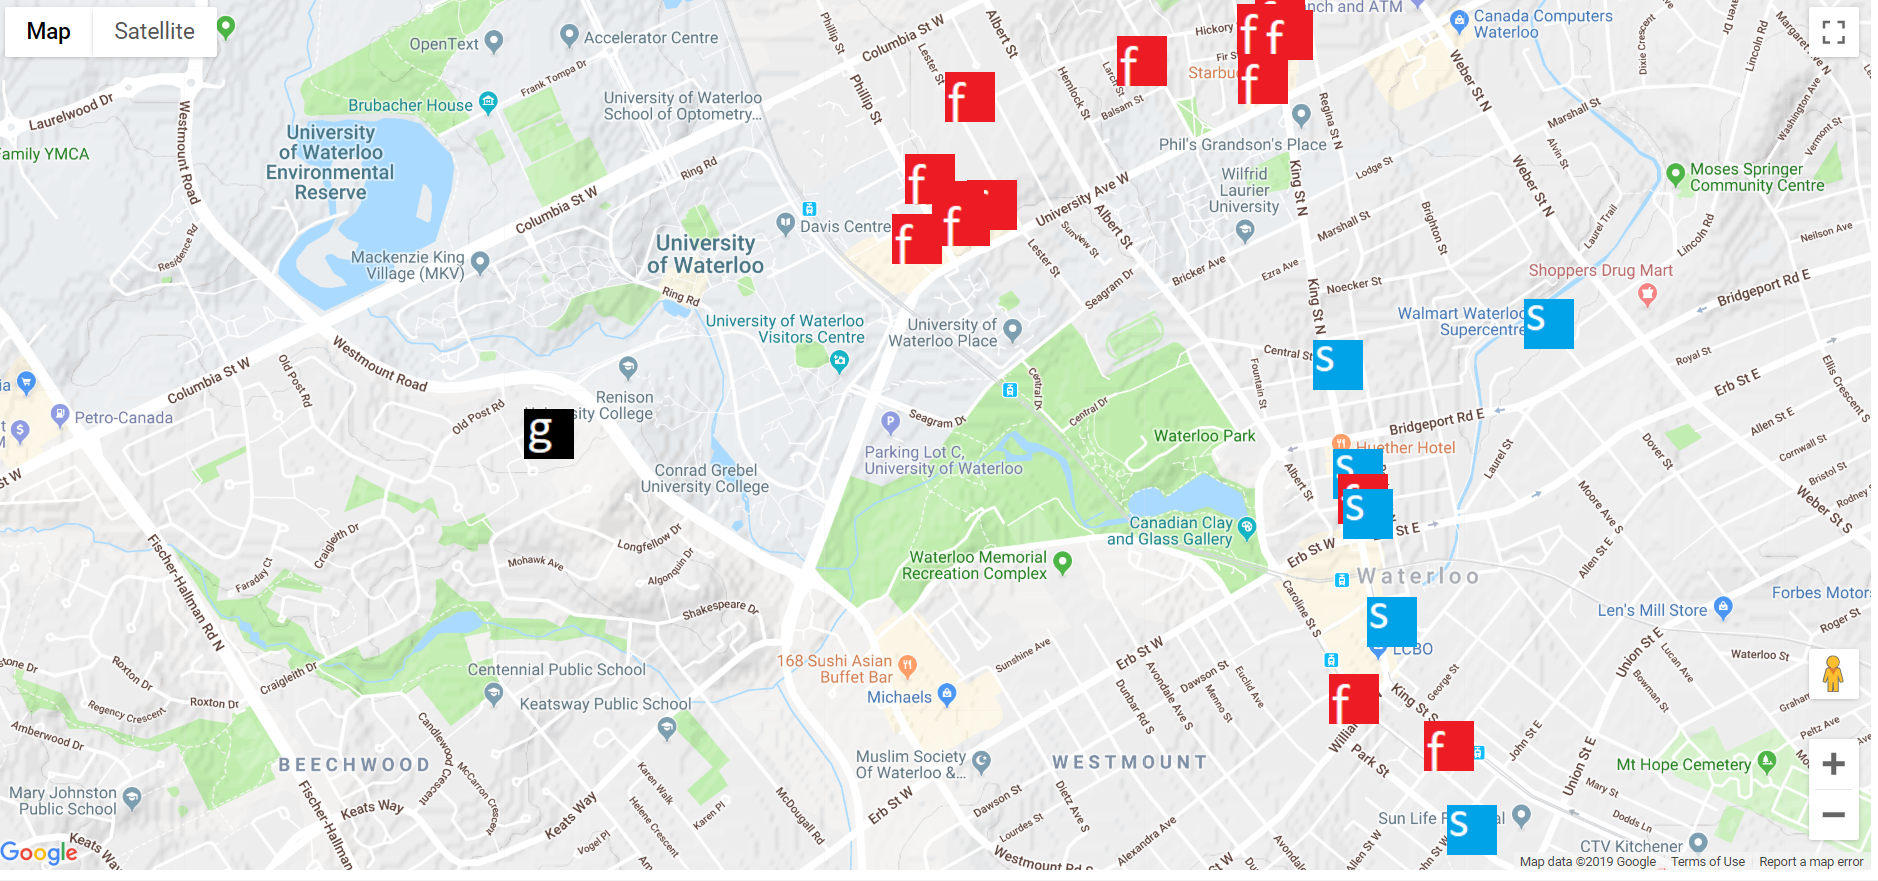 Map
Satellite
OpenText
Accelerator Centre
Columbia St W
Phillip St
Lester St
Albert St
Hickory
nch and ATM
Canada Computers
Waterloo
Fir S
Starbu
Larch
Hemlock St
Balsam St
Regina St N
Weber St N
Dixie Crescent
Lincoln Rd
Laurelwood Dr
Westmount Road
Brubacher House
Frank Tompa Dr
University of Waterloo
School of Optometry...
Phillip St
Family YMCA
University
of Waterloo
Environmental
Reserve
Ring Rd
Columbia St W
Phil's Grandson's Place
Wilfrid
Laurier
University
King St N
Lodge St
Marshall St
Alvin St
Weber St N
Washington Ave
Vermont St
Moses Springer
Community Centre
Residence Rd
Mackenzie King
Village (MKV)
University
of Waterloo
Davis Centre
University Ave W
Albert St
Sunview St
Lester St
Bricker Ave
Ezra Ave
Marshall St
Brighton St
Laurel Trail
Lincoln Rd
Neilson Ave
Shoppers Drug Mart
Bridgeport Rd E
Ring Rd
Seagram Dr
Noecker St
King St N
University of Waterloo
Visitors Centre
University of
Waterloo Place
Walmart Waterloo
Supercentre
Central St
Fountain St
Royal St
Erb St E
Ellis Crescent S
Columbia St W
Old Post Rd
Westmount Road
Petro-Canada
Old Post Rd
Renison
University College
Seagram Dr
Central Dr
Central Dr
Waterloo Park
Bridgeport Rd E
Huether Hotel
Allen St E
Cornwall St
Bristol St
Rodney
Dover St
Laurel St
Parking Lot C,
University of Waterloo
Conrad Grebel
University College
Albert St
Moore Ave S
Weber St S
St W
Fischer-Hallman Rd N
Craigleith Dr
Faraday Ct
Longfellow Dr
Mohawk Ave
Algonquin Dr
Shakespeare Dr
Canadian Clay
and Glass Gallery
Erb St W
St E
Allen St E
Waterloo
Waterloo Memorial
Recreation Complex
Caroline St S
Len's Mill Store
Forbes Motors
Roger St
LCBO
Union St E
Lucan Ave
Waterloo St
Bowman St
168 Sushi Asian
Buffet Bar
Michaels
Sunshine Ave
Erb St W
Avondale Ave S
Dunbar Rd S
Dawson St
Menno St
Euclid Ave
King St S
George St
John St E
Union St E
Peltz Ave
stone Dr
Roxton Dr
Regency Crescent
Roxton Dr
Craigleith Dr
Amberwood Dr
Centennial Public School
Keatsway Public School
Candlewood Crescent
McCarron Crescent
BEECHWOOD
Mary Johnston
Public School
Keats Way
Keats Way
Fischer-Hallman
Keats Way
Karen Walk
Helene Crescent
Karen Pl
Vogel Pl
McDougall Rd
Muslim Society
Of Waterloo &...
WESTMOUNT
Erb St W
Dawson St
Lourdes St
Dietz Ave S
Alexandra Ave
Westmount Rd
Park St
Mt Hope Cemetery
Mary St
Dodds Ln
Sun Life F
Allen St W
CTV Kitchener
Google
Map data ©2019 Google
Terms of Use
Report a map error
f
f
f
f
f
f
f
f
f
f
g
s
s
s
s
s
s